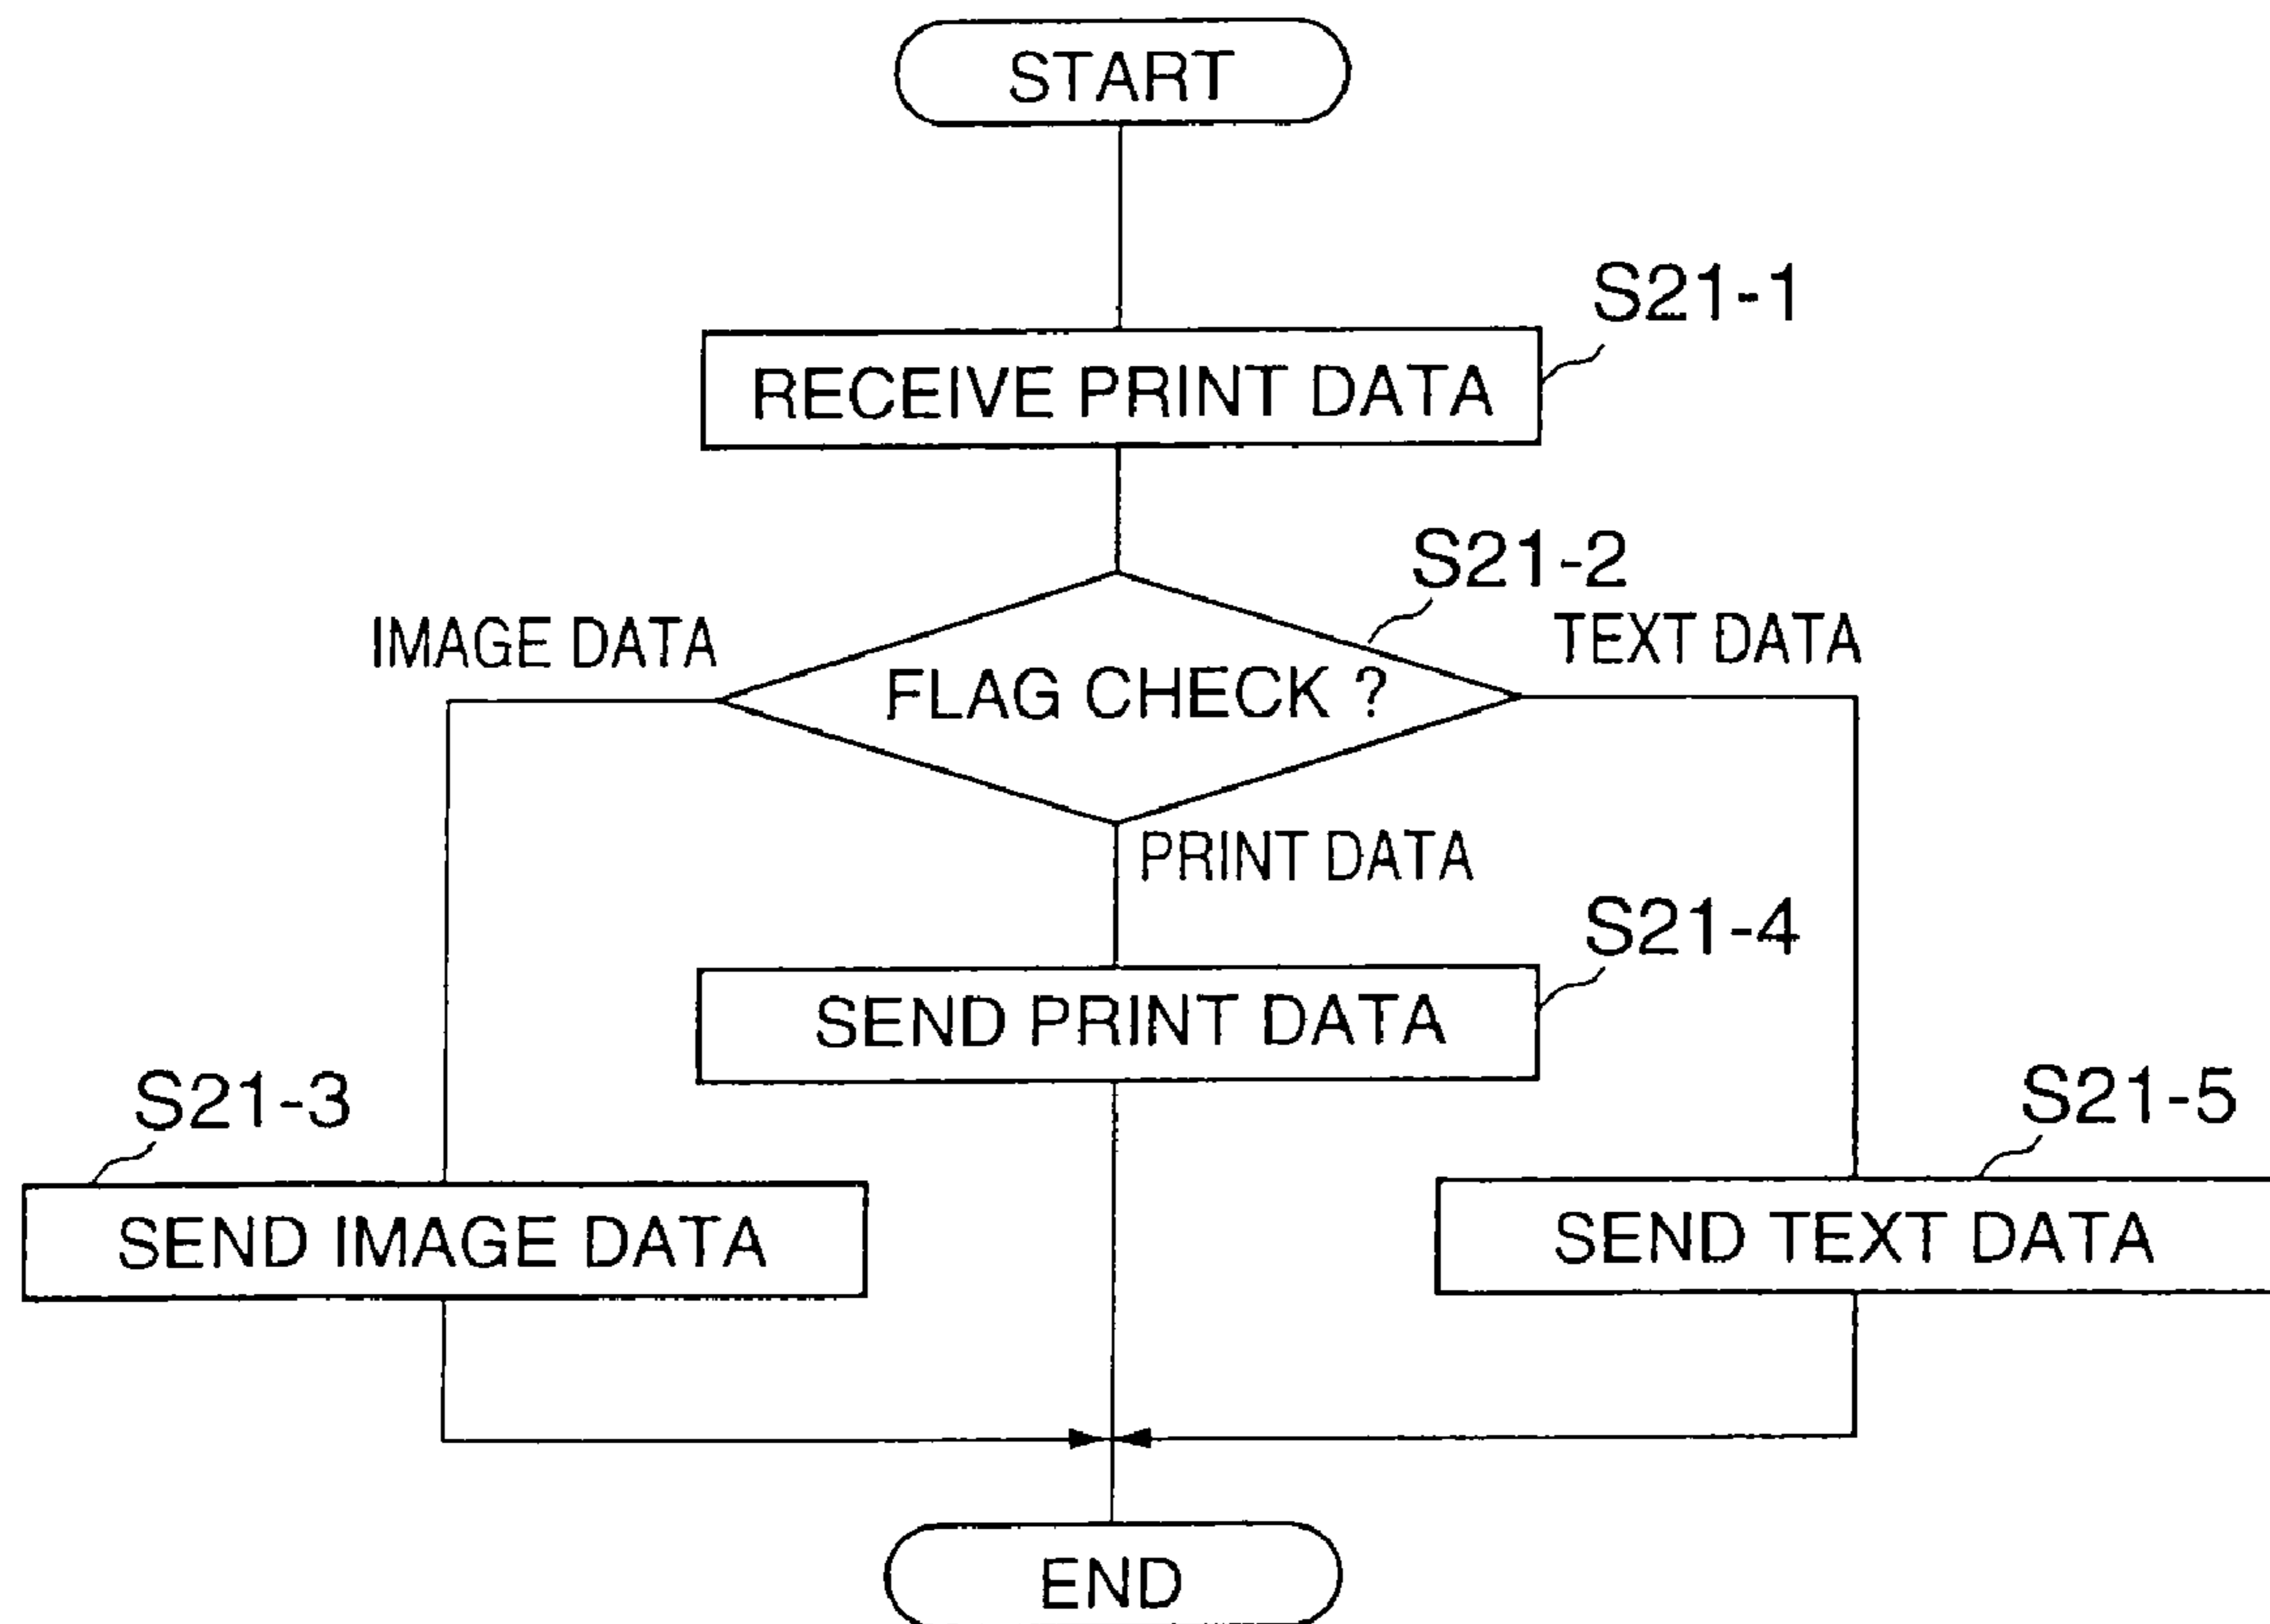 START
S21-1
RECEIVE PRINT DATA
S21-2
IMAGE DATA
TEXT DATA
FLAG CHECK ?
PRINT DATA
S21-4
SEND PRINT DATA
S21-3
S21-5
SEND IMAGE DATA
SEND TEXT DATA
END